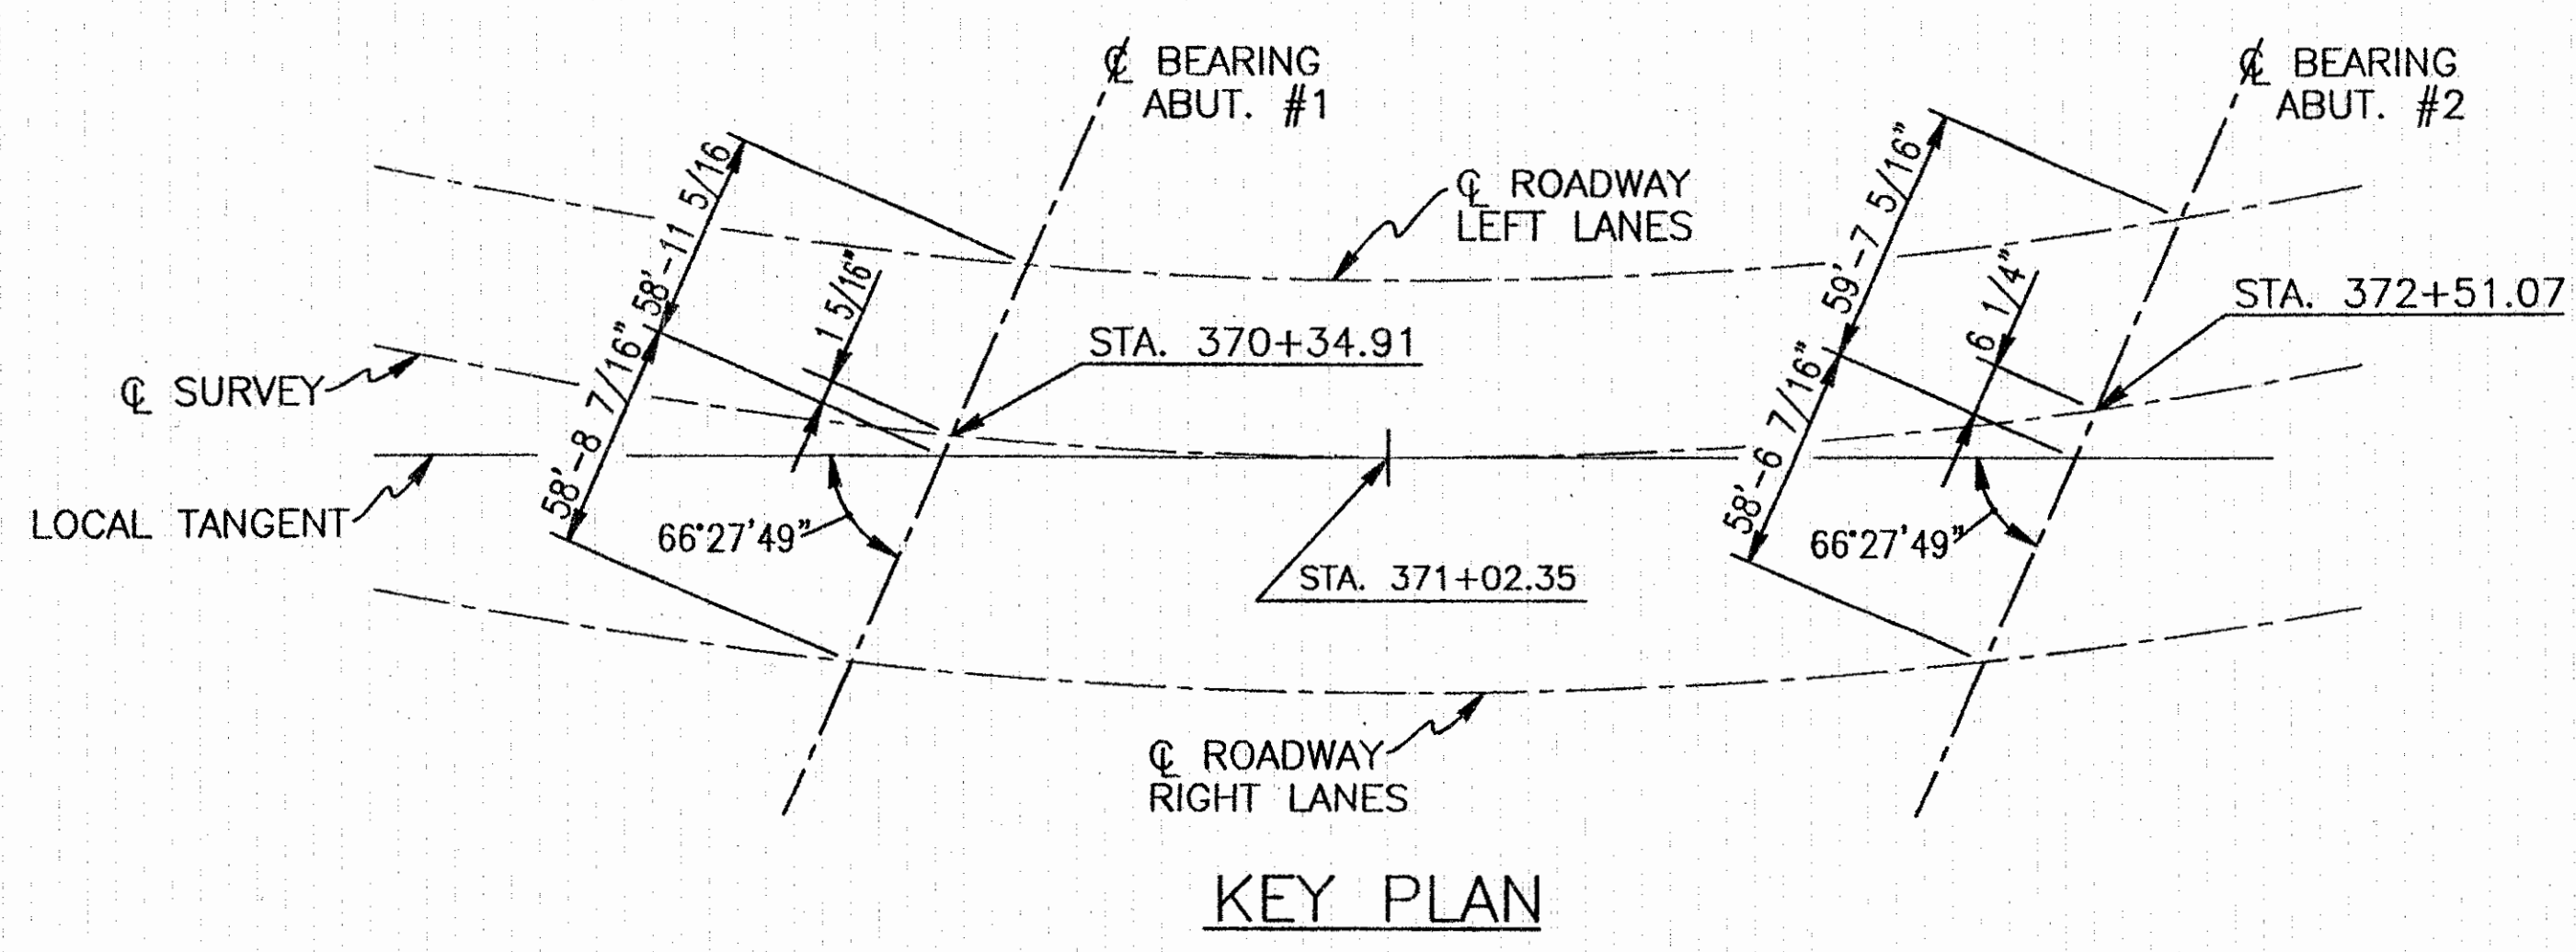 ℄ BEARING
ABUT. #1
℄ BEARING
ABUT. #2
58'-11 5/16
58'-8 7/16"
1 5/16"
℄ ROADWAY
LEFT LANES
59'-7 5/16"
58'-6 7/16"
6 1/4"
STA. 372+51.07
STA. 370+34.91
℄ SURVEY
LOCAL TANGENT
66°27'49"
66°27'49"
STA. 371+02.35
℄ ROADWAY
RIGHT LANES
KEY PLAN